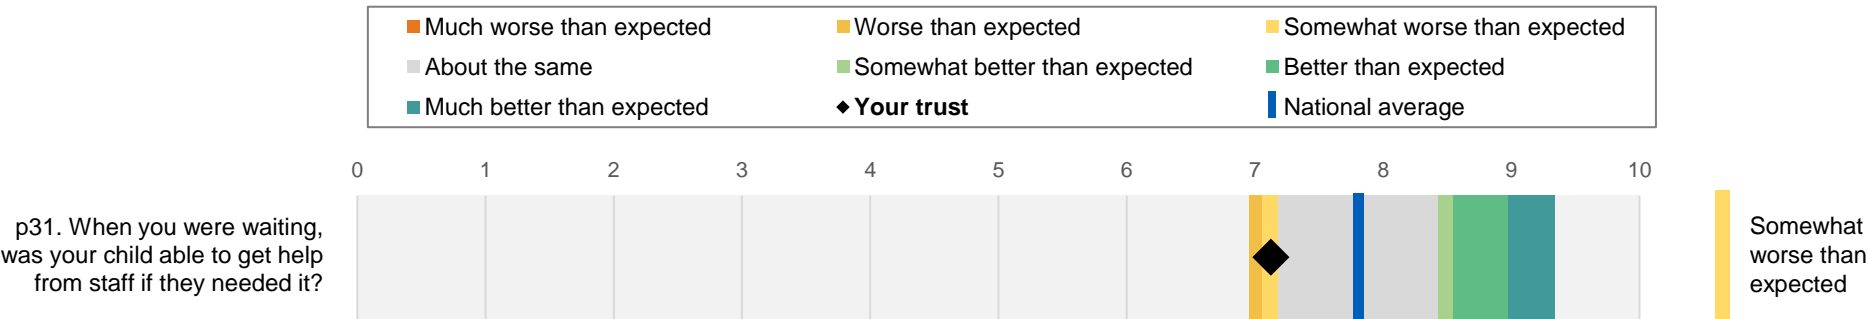 Much worse than expected
Worse than expected
Somewhat worse than expected
About the same
Somewhat better than expected
Better than expected
Much better than expected
Your trust
National average
0 1 2 3 4 5 6 7 8 9 10
p31. When you were waiting,
was your child able to get help
from staff if they needed it?
Somewhat
worse than
expected